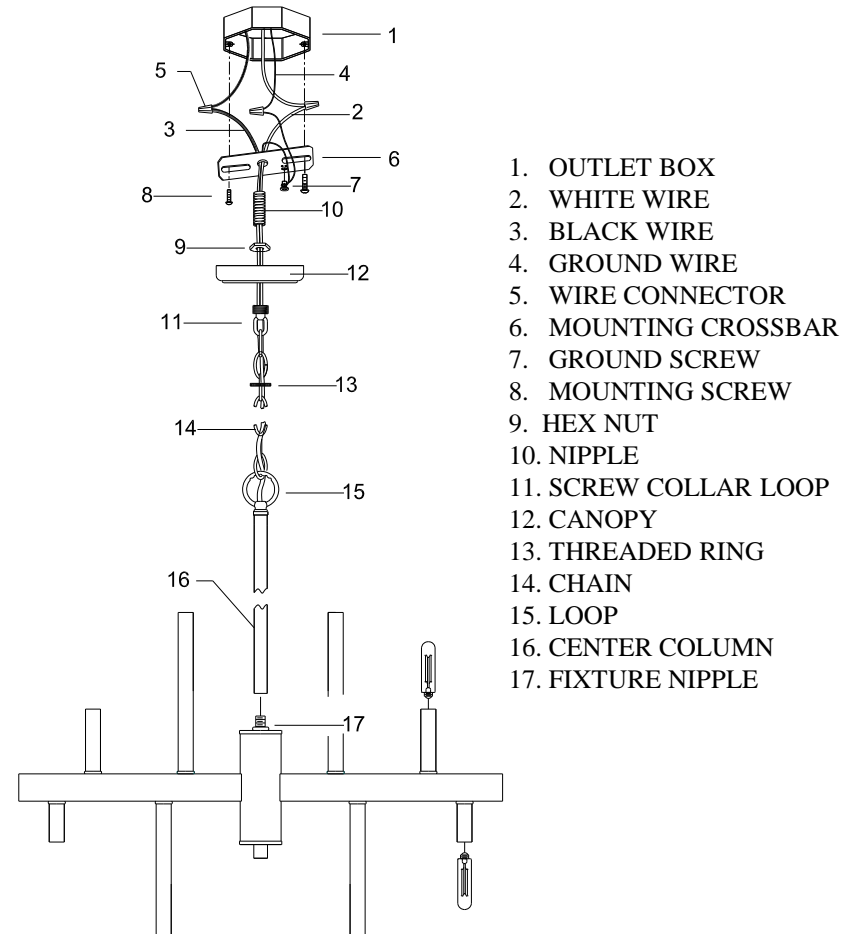 1
5
4
2
3
6
7
8
10
9
12
11
13
14
15
16
17
1. OUTLET BOX
2. WHITE WIRE
3. BLACK WIRE
4. GROUND WIRE
5. WIRE CONNECTOR
6. MOUNTING CROSSBAR
7. GROUND SCREW
8. MOUNTING SCREW
9. HEX NUT
10. NIPPLE
11. SCREW COLLAR LOOP
12. CANOPY
13. THREADED RING
14. CHAIN
15. LOOP
16. CENTER COLUMN
17. FIXTURE NIPPLE